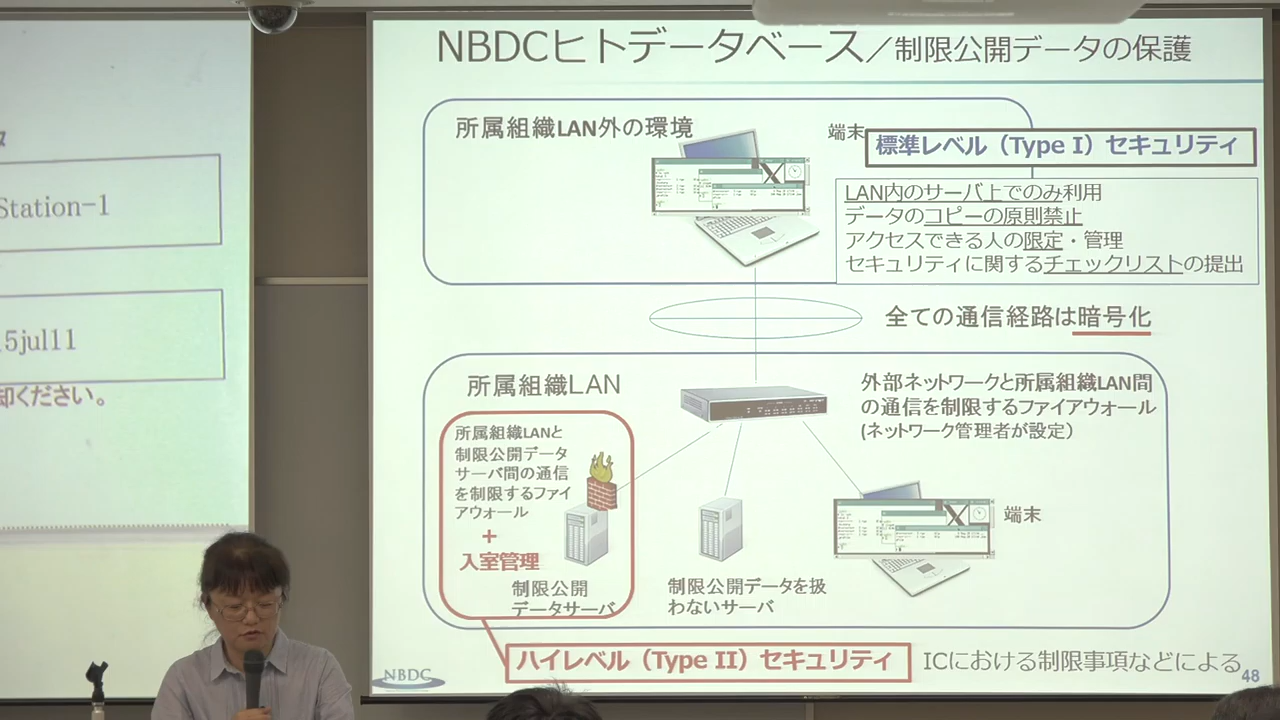 Station-1
5jul11
却ください。
NBDCヒトデータベース／制限公開データの保護
所属組織LAN外の環境
端末
標準レベル（Type I）セキュリティ
LAN内のサーバ上でのみ利用
データのコピーの原則禁止
アクセスできる人の限定・管理
セキュリティに関するチェックリストの提出
全ての通信経路は暗号化
所属組織LAN
外部ネットワークと所属組織LAN間
の通信を制限するファイアウォール
(ネットワーク管理者が設定）
所属組織LANと
制限公開データ
サーバ間の通信
を制限するファイ
アウォール
+
入室管理
制限公開
データサーバ
制限公開データを扱
わないサーバ
端末
ハイレベル（Type II）セキュリティ
ICにおける制限事項などによる
NBDC
48